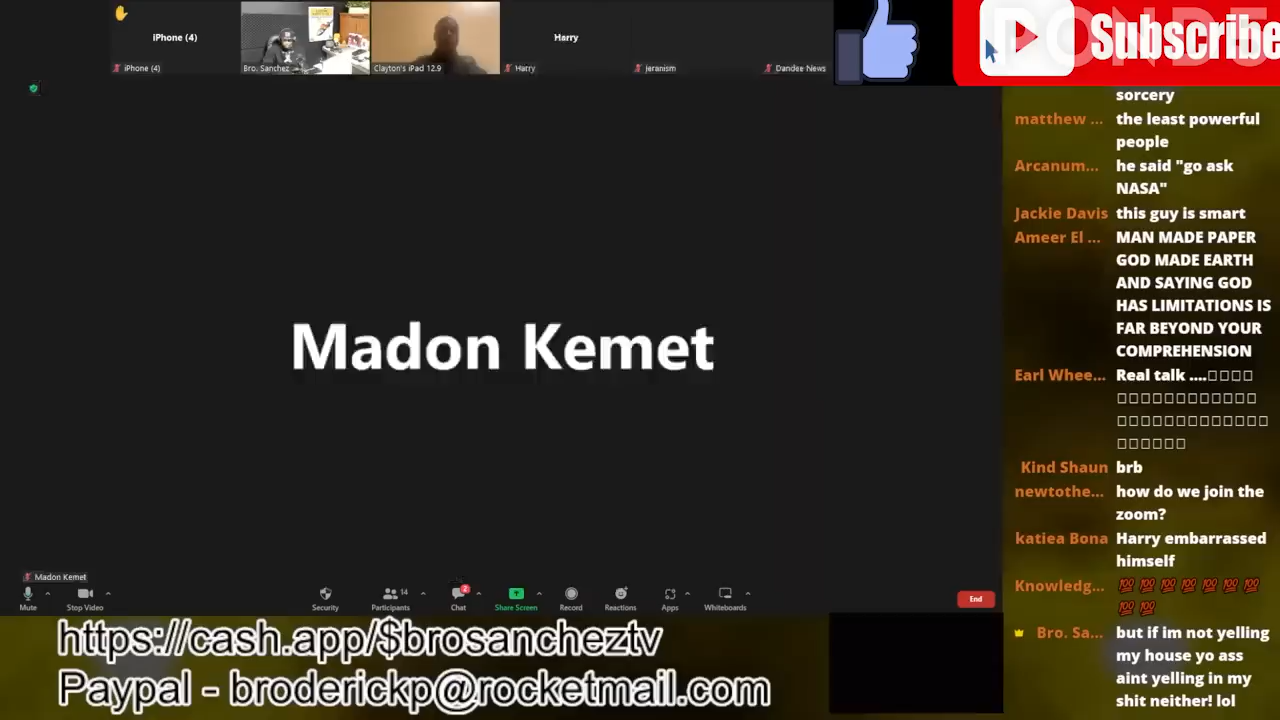 iPhone (4)
Harry
iPhone (4)
Bro. Sanchez
Clayton's iPad 12.9
Harry
jeranism
Dandee News
Subscribe
sorcery
matthew ... the least powerful
people
Arcanum... he said "go ask
NASA"
Jackie Davis this guy is smart
Ameer El ... MAN MADE PAPER
GOD MADE EARTH
AND SAYING GOD
HAS LIMITATIONS IS
FAR BEYOND YOUR
COMPREHENSION
Earl Whee... Real talk ....□□□□
□□□□□□□□□□□□
□□□□□□□□□□□□□
□□□□□□
Kind Shaun brb
newtothe... how do we join the
zoom?
katiea Bona Harry embarrassed
himself
Knowledg... 💯💯💯💯💯💯💯
💯💯
Bro. Sa... but if im not yelling
my house yo ass
aint yelling in my
shit neither! lol
Madon Kemet
Madon Kemet
Mute
Stop Video
Security
Participants 14
Chat 2
Share Screen
Record
Reactions
Apps
Whiteboards
End
https://cash.app/$brosancheztv
Paypal - broderickp@rocketmail.com